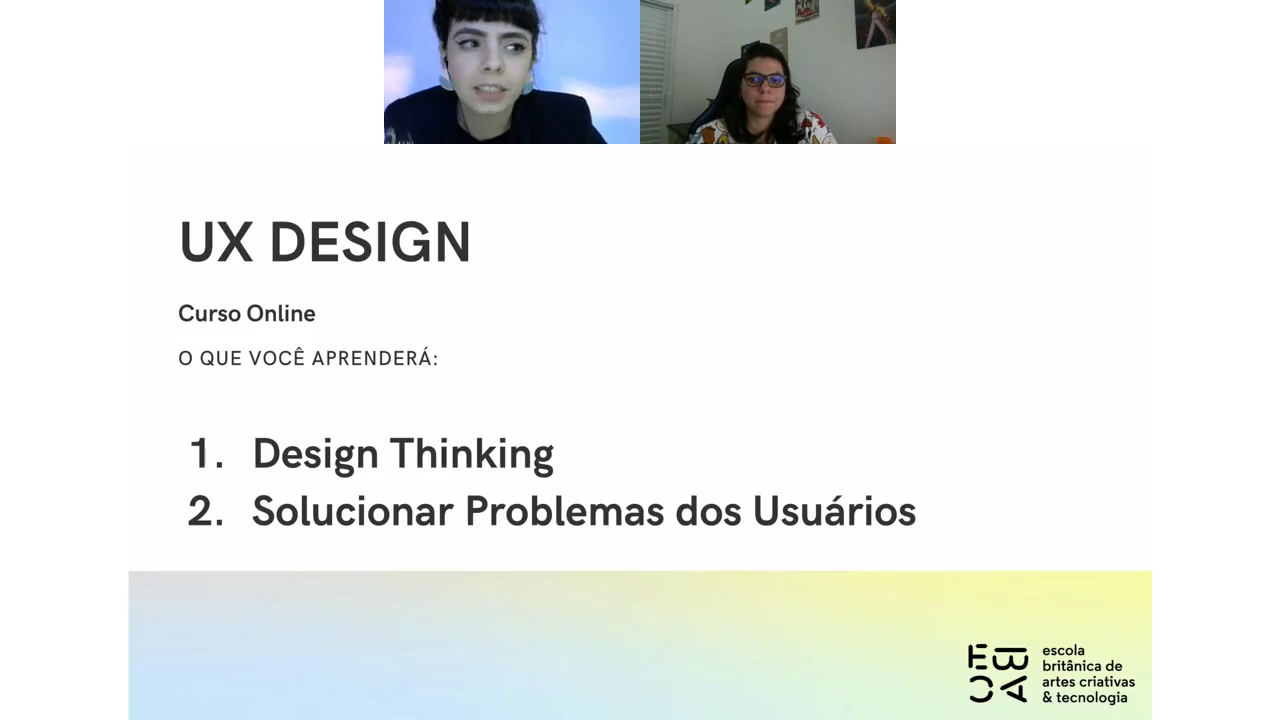 UX DESIGN
Curso Online
O QUE VOCÊ APRENDERÁ:
1. Design Thinking
2. Solucionar Problemas dos Usuários
EBAC
escola
britânica de
artes criativas
& tecnologia